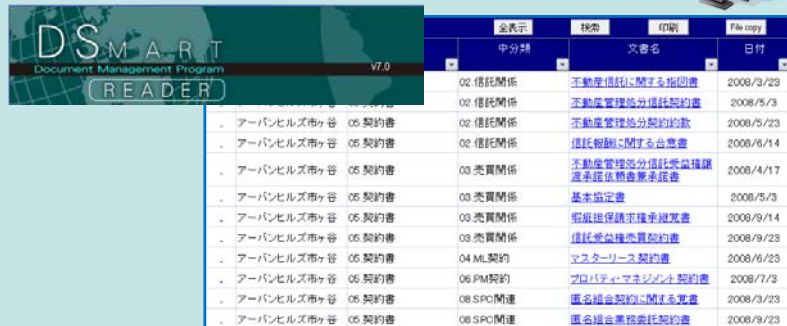 DSMART
Document Management Program
V7.0
READER
全表示 検索 印刷 File copy
中分類 文書名 日付
02.信託関係 不動産信託に関する指図書 2008/3/23
02.信託関係 不動産管理処分信託契約書 2008/5/3
アーバンヒルズ市ヶ谷 05.契約書 02.信託関係 不動産管理処分契約約款 2008/5/23
アーバンヒルズ市ヶ谷 05.契約書 02.信託関係 信託報酬に関する合意書 2008/6/14
アーバンヒルズ市ヶ谷 05.契約書 03.売買関係 不動産管理処分信託受益権譲
渡承諾依頼書兼承諾書 2008/4/17
アーバンヒルズ市ヶ谷 05.契約書 03.売買関係 基本協定書 2008/5/3
アーバンヒルズ市ヶ谷 05.契約書 03.売買関係 瑕疵担保請求権承継覚書 2008/9/14
アーバンヒルズ市ヶ谷 05.契約書 03.売買関係 信託受益権売買契約書 2008/9/23
アーバンヒルズ市ヶ谷 05.契約書 04.ML契約 マスターリース契約書 2008/6/23
アーバンヒルズ市ヶ谷 05.契約書 06.PM契約 プロパティ・マネジメント契約書 2008/7/3
アーバンヒルズ市ヶ谷 05.契約書 08.SPC関連 匿名組合契約に関する覚書 2008/3/23
アーバンヒルズ市ヶ谷 05.契約書 08.SPC関連 匿名組合業務委託契約書 2008/9/23